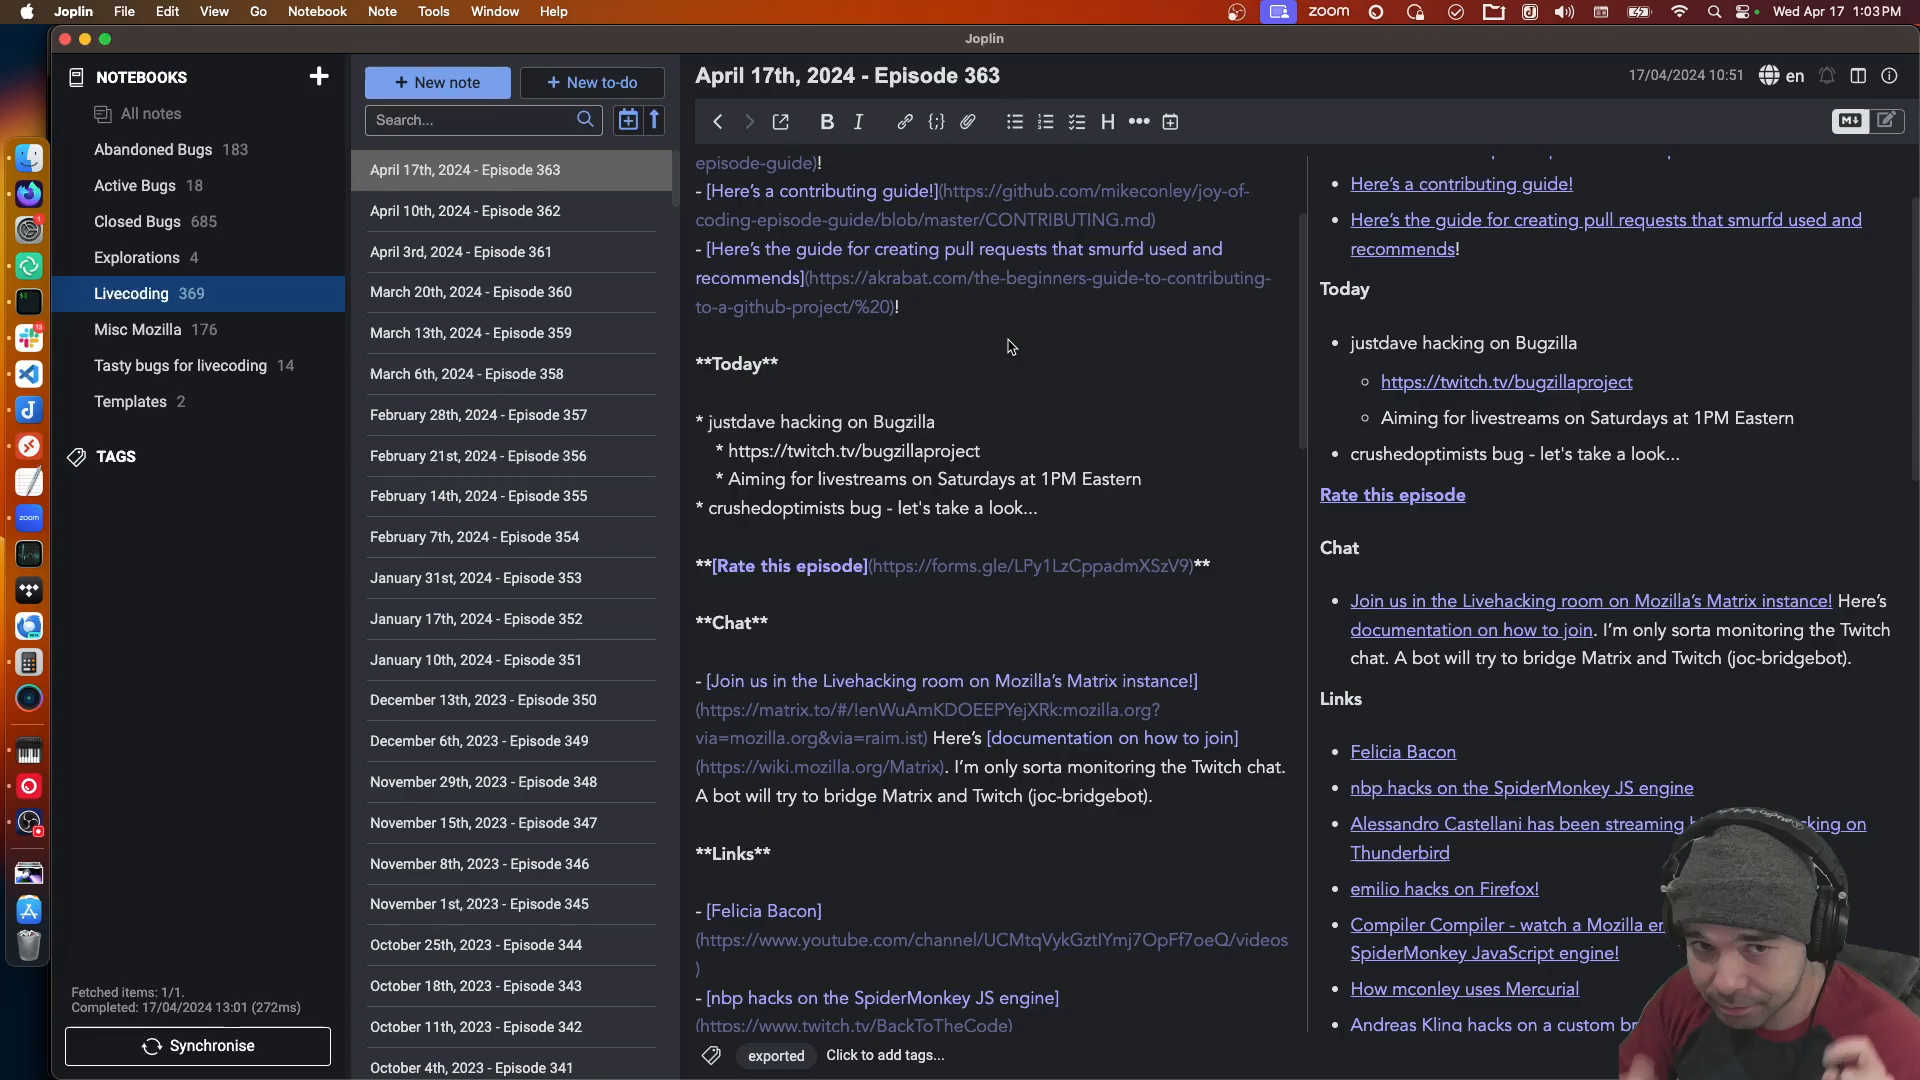 Joplin File Edit View Go Notebook Note Tools Window Help
zoom
Wed Apr 17 1:03 PM
Joplin
NOTEBOOKS
All notes
Abandoned Bugs 183
Active Bugs 18
Closed Bugs 685
Explorations 4
Livecoding 369
Misc Mozilla 176
Tasty bugs for livecoding 14
Templates 2
TAGS
Fetched items: 1/1.
Completed: 17/04/2024 13:01 (272ms)
Synchronise
+ New note
+ New to-do
Search...
April 17th, 2024 - Episode 363
April 10th, 2024 - Episode 362
April 3rd, 2024 - Episode 361
March 20th, 2024 - Episode 360
March 13th, 2024 - Episode 359
March 6th, 2024 - Episode 358
February 28th, 2024 - Episode 357
February 21st, 2024 - Episode 356
February 14th, 2024 - Episode 355
February 7th, 2024 - Episode 354
January 31st, 2024 - Episode 353
January 17th, 2024 - Episode 352
January 10th, 2024 - Episode 351
December 13th, 2023 - Episode 350
December 6th, 2023 - Episode 349
November 29th, 2023 - Episode 348
November 15th, 2023 - Episode 347
November 8th, 2023 - Episode 346
November 1st, 2023 - Episode 345
October 25th, 2023 - Episode 344
October 18th, 2023 - Episode 343
October 11th, 2023 - Episode 342
October 4th, 2023 - Episode 341
April 17th, 2024 - Episode 363
17/04/2024 10:51
en
episode-guide)!
- [Here's a contributing guide!](https://github.com/mikeconley/joy-of-
coding-episode-guide/blob/master/CONTRIBUTING.md)
- [Here's the guide for creating pull requests that smurfd used and
recommends](https://akrabat.com/the-beginners-guide-to-contributing-
to-a-github-project/%20)!
**Today**
* justdave hacking on Bugzilla
* https://twitch.tv/bugzillaproject
* Aiming for livestreams on Saturdays at 1PM Eastern
* crushedoptimists bug - let's take a look...
**[Rate this episode](https://forms.gle/LPy1LzCppadmXSzV9)**
**Chat**
- [Join us in the Livehacking room on Mozilla's Matrix instance!]
(https://matrix.to/#/!enWuAmKDOEEPYejXRk:mozilla.org?
via=mozilla.org&via=raim.ist) Here's [documentation on how to join]
(https://wiki.mozilla.org/Matrix). I'm only sorta monitoring the Twitch chat.
A bot will try to bridge Matrix and Twitch (joc-bridgebot).
**Links**
- [Felicia Bacon]
(https://www.youtube.com/channel/UCMtqVykGztIYmj7OpFf7oeQ/videos
)
- [nbp hacks on the SpiderMonkey JS engine]
(https://www.twitch.tv/BackToTheCode)
exported
Click to add tags...
Here's a contributing guide!
Here's the guide for creating pull requests that smurfd used and
recommends!
Today
justdave hacking on Bugzilla
https://twitch.tv/bugzillaproject
Aiming for livestreams on Saturdays at 1PM Eastern
crushedoptimists bug - let's take a look...
Rate this episode
Chat
Join us in the Livehacking room on Mozilla's Matrix instance! Here's
documentation on how to join. I'm only sorta monitoring the Twitch
chat. A bot will try to bridge Matrix and Twitch (joc-bridgebot).
Links
Felicia Bacon
nbp hacks on the SpiderMonkey JS engine
Alessandro Castellani has been streaming on
Thunderbird
emilio hacks on Firefox!
Compiler Compiler - watch a Mozilla
SpiderMonkey JavaScript engine!
How mconley uses Mercurial
Andreas Kling hacks on a custom
zoom